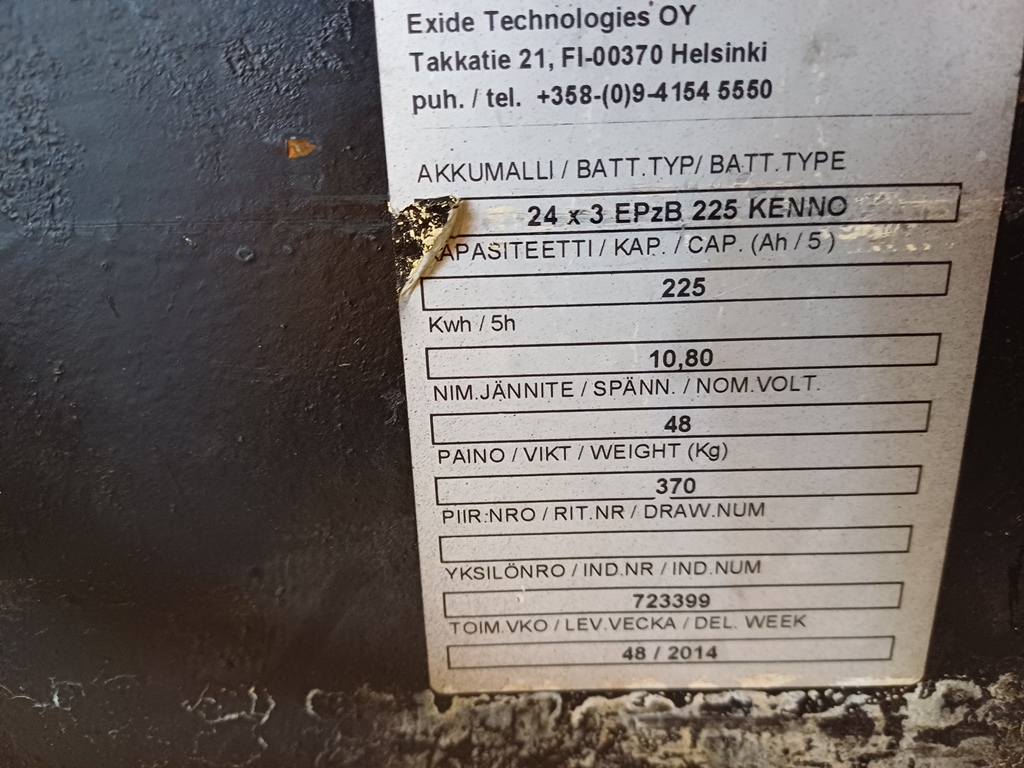 Exide Technologies OY
Takkatie 21, FI-00370 Helsinki
puh. / tel. +358-(0)9-4154 5550
AKKUMALLI / BATT.TYP/ BATT.TYPE
24 x 3 EPzB 225 KENNO
KAPASITEETTI / KAP. / CAP. (Ah / 5 )
225
Kwh / 5h
10,80
NIM.JÄNNITE / SPÄNN. / NOM.VOLT.
48
PAINO / VIKT / WEIGHT (Kg)
370
PIIR.NRO / RIT.NR / DRAW.NUM
YKSILÖNRO / IND.NR / IND.NUM
723399
TOIM.VKO / LEV.VECKA / DEL. WEEK
48 / 2014